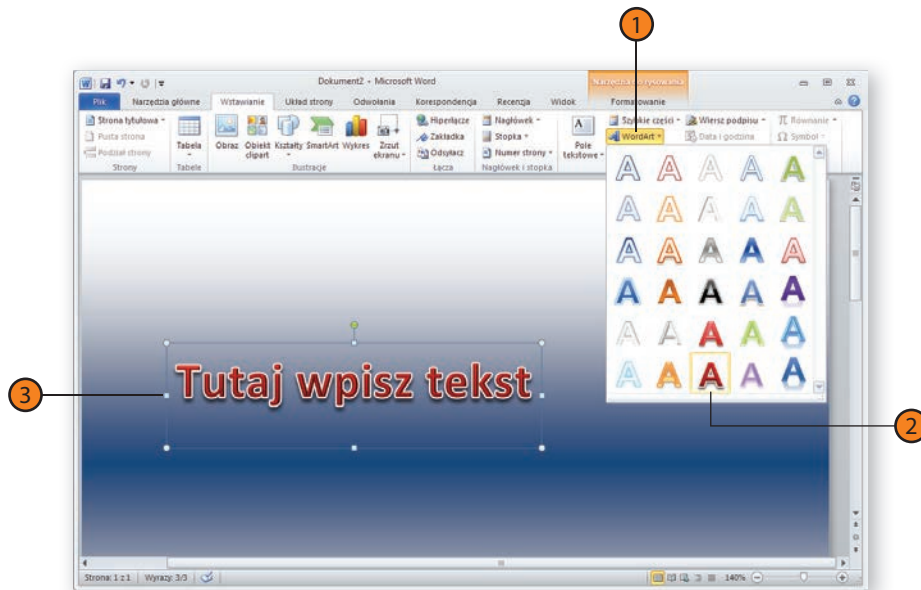 1
Dokument2 - Microsoft Word
Narzędzia do rysowania
Plik Narzędzia główne Wstawianie Układ strony Odwołania Korespondencja Recenzja Widok Formatowanie
Strona tytułowa
Pusta strona
Podział strony
Strony
Tabela
Tabele
Obraz
Obiekt clipart
Kształty
SmartArt
Wykres
Zrzut ekranu
Ilustracje
Hiperłącze
Zakładka
Odsyłacz
Łącza
Nagłówek
Stopka
Numer strony
Nagłówek i stopka
Pole tekstowe
Szybkie części
WordArt
Wiersz podpisu
Data i godzina
Równanie
Symbol
Tutaj wpisz tekst
3
2
Strona: 1 z 1 Wyrazy: 3/3
140%